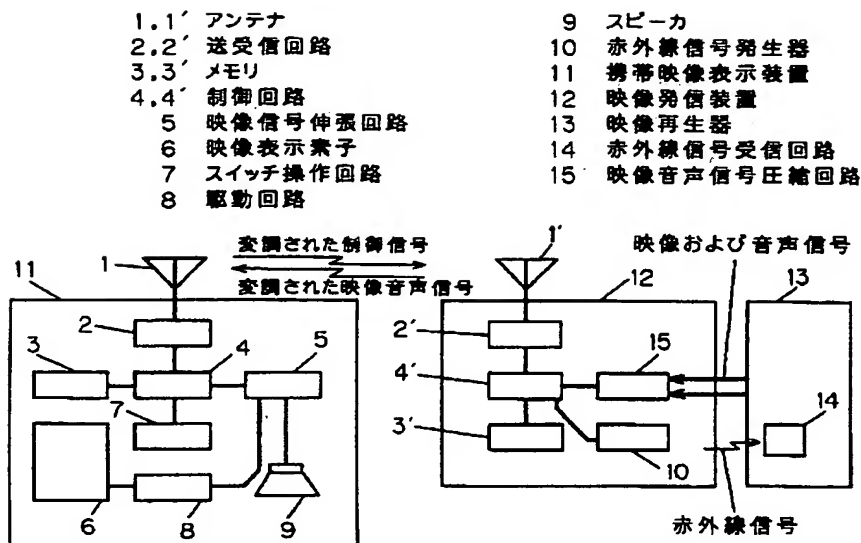 1,1′ アンテナ
2,2′ 送受信回路
3,3′ メモリ
4,4′ 制御回路
5 映像信号伸張回路
6 映像表示素子
7 スイッチ操作回路
8 駆動回路
9 スピーカ
10 赤外線信号発生器
11 携帯映像表示装置
12 映像発信装置
13 映像再生器
14 赤外線信号受信回路
15 映像音声信号圧縮回路
変調された制御信号
変調された映像音声信号
映像および音声信号
11
1
1′
12
13
2
2′
3
4
5
4′
15
7
3′
14
6
8
9
10
赤外線信号